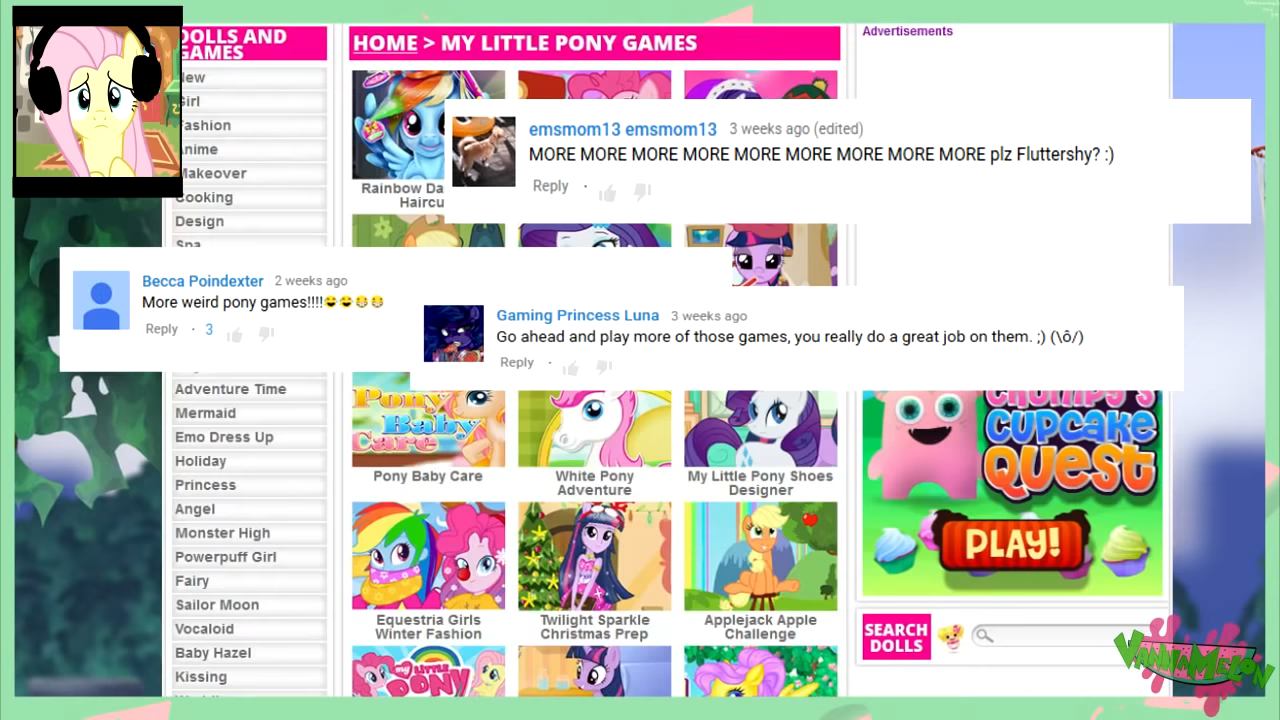 DOLLS AND
GAMES
New
Girl
Fashion
Anime
Makeover
Cooking
Design
Spa
Adventure Time
Mermaid
Emo Dress Up
Holiday
Princess
Angel
Monster High
Powerpuff Girl
Fairy
Sailor Moon
Vocaloid
Baby Hazel
Kissing
HOME > MY LITTLE PONY GAMES
Advertisements
Rainbow Da
Haircu
emsmom13 emsmom13 3 weeks ago (edited)
MORE MORE MORE MORE MORE MORE MORE MORE MORE plz Fluttershy? :)
Reply ·
Becca Poindexter 2 weeks ago
More weird pony games!!!!😄😄😂😂
Reply · 3
Gaming Princess Luna 3 weeks ago
Go ahead and play more of those games, you really do a great job on them. ;) (\ô/)
Reply ·
Pony
Baby
Care
Pony Baby Care
White Pony
Adventure
My Little Pony Shoes
Designer
Equestria Girls
Winter Fashion
Twilight Sparkle
Christmas Prep
Applejack Apple
Challenge
my LITTLE
PONY
CHOMPY'S
CUPCAKE
QUEST
PLAY!
SEARCH
DOLLS
VANNAMELON